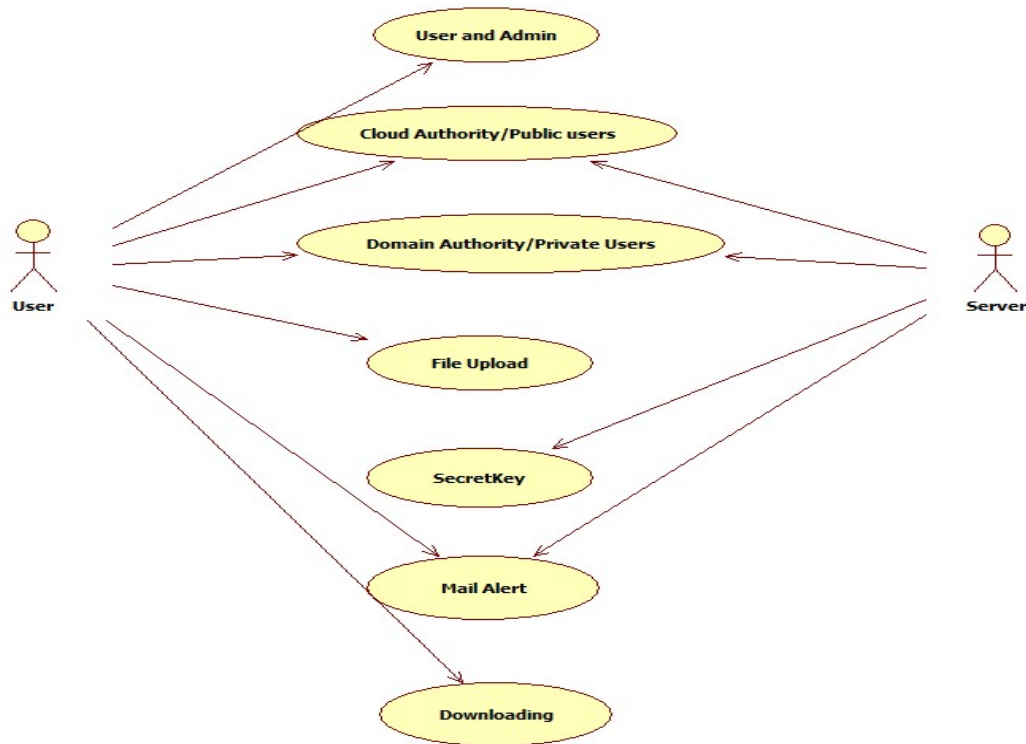 User and Admin
Cloud Authority/Public users
Domain Authority/Private Users
User
Server
File Upload
SecretKey
Mail Alert
Downloading